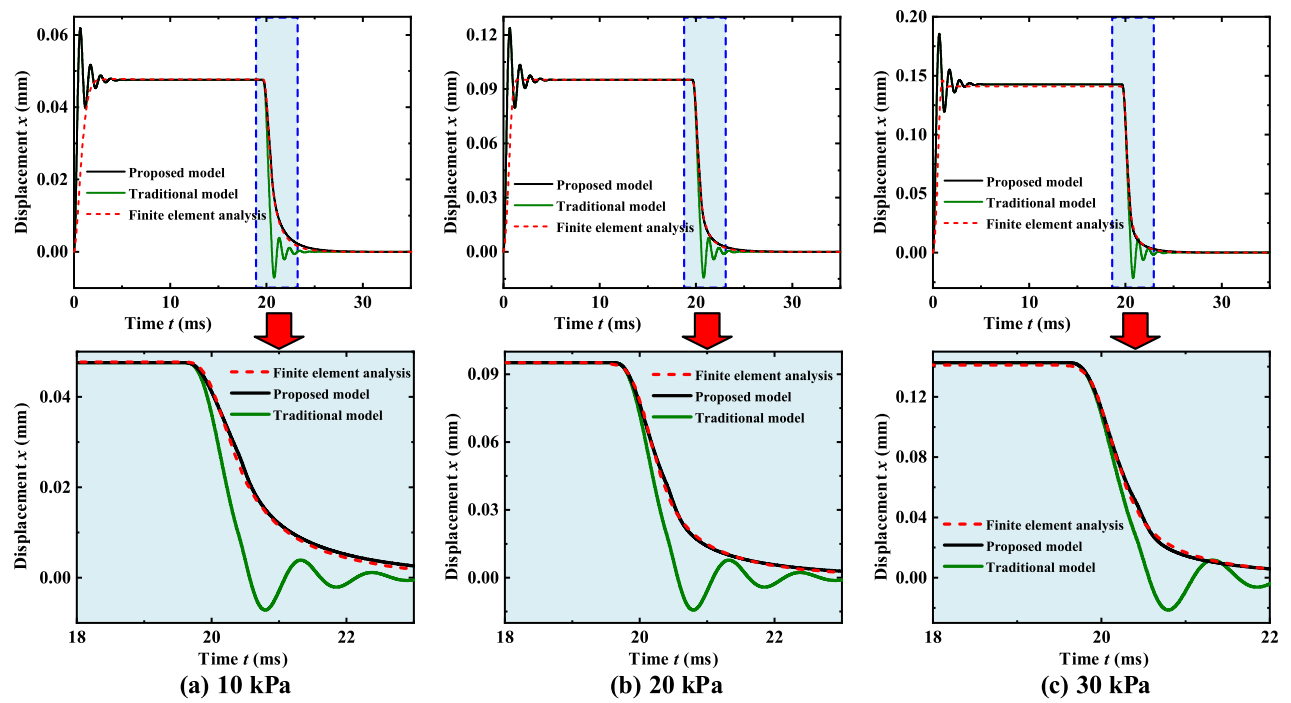 Displacement x (mm)
0.06
0.04
0.02
0.00
Proposed model
Traditional model
Finite element analysis
0 10 20 30
Time t (ms)
Displacement x (mm)
0.12
0.09
0.06
0.03
0.00
Proposed model
Traditional model
Finite element analysis
0 10 20 30
Time t (ms)
Displacement x (mm)
0.20
0.15
0.10
0.05
0.00
Proposed model
Traditional model
Finite element analysis
0 10 20 30
Time t (ms)
Displacement x (mm)
0.04
0.02
0.00
Finite element analysis
Proposed model
Traditional model
18 20 22
Time t (ms)
(a) 10 kPa
Displacement x (mm)
0.09
0.06
0.03
0.00
Finite element analysis
Proposed model
Traditional model
18 20 22
Time t (ms)
(b) 20 kPa
Displacement x (mm)
0.12
0.08
0.04
0.00
Finite element analysis
Proposed model
Traditional model
18 20 22
Time t (ms)
(c) 30 kPa